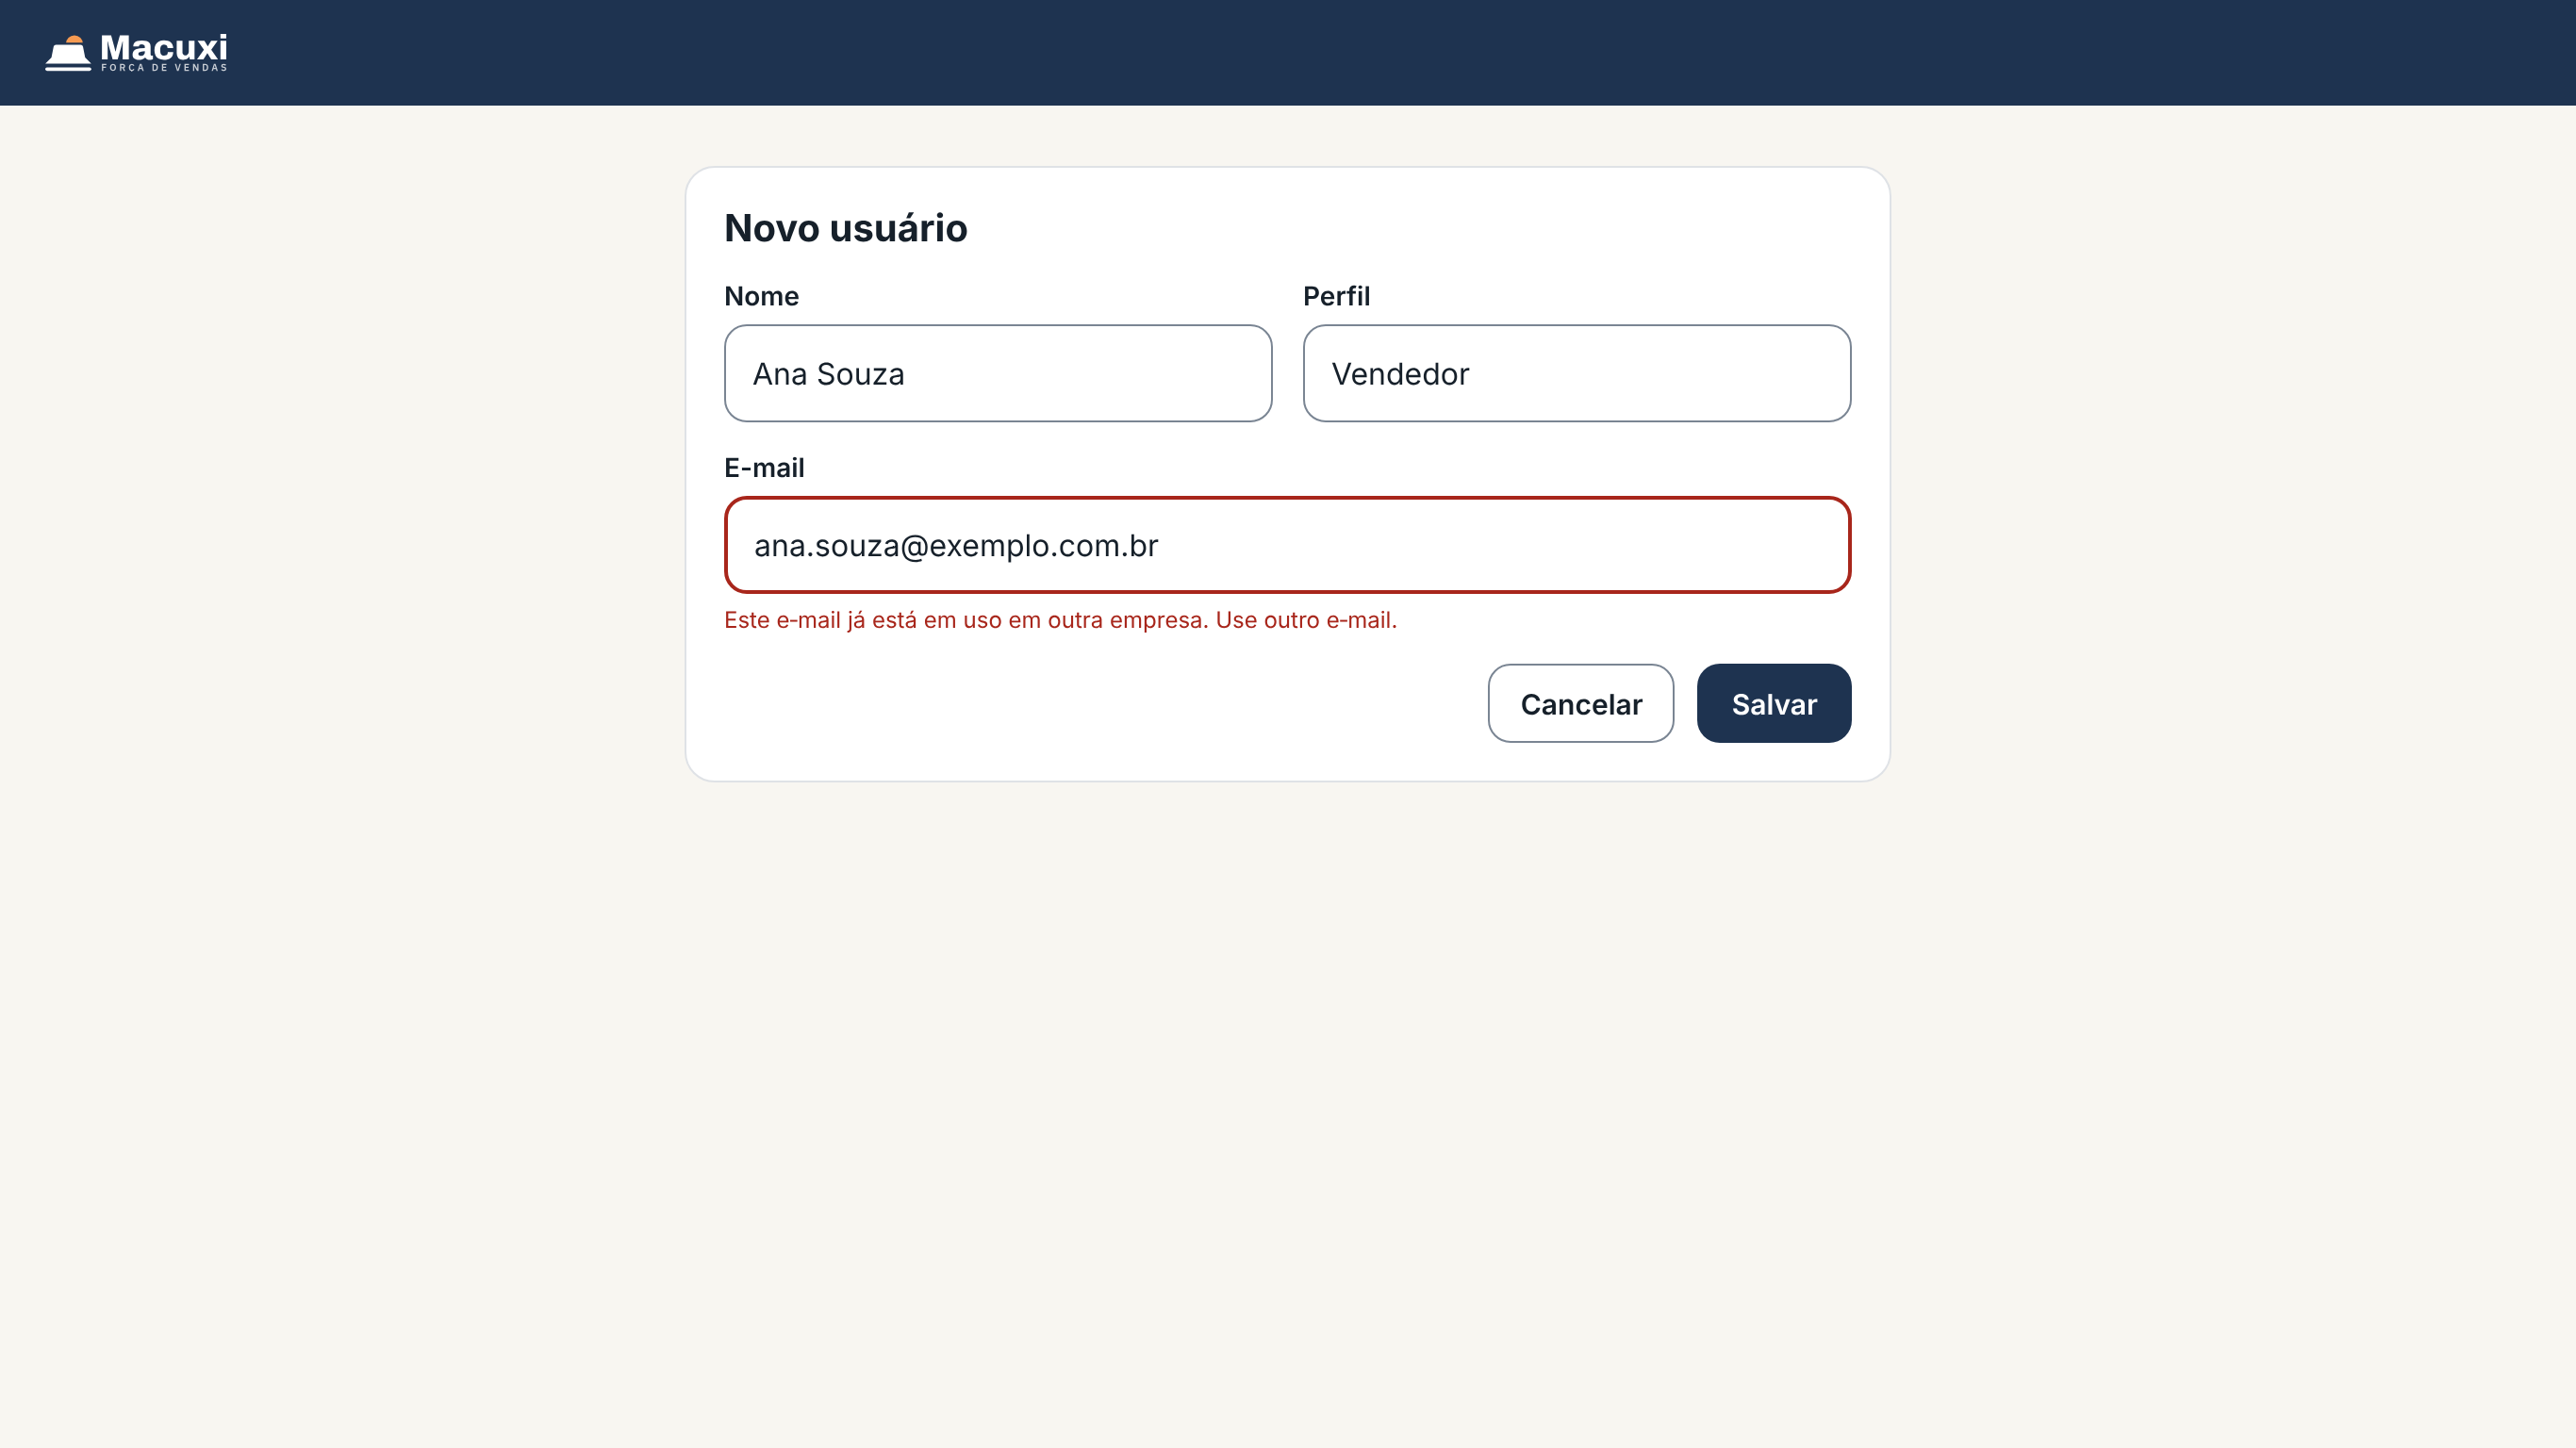 Macuxi
FORÇA DE VENDAS
Novo usuário
Nome
Perfil
Ana Souza
Vendedor
E-mail
ana.souza@exemplo.com.br
Este e-mail já está em uso em outra empresa. Use outro e-mail.
Cancelar
Salvar